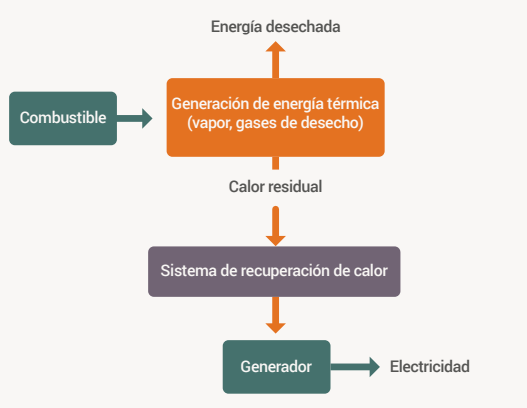 Energía desechada
Combustible
Generación de energía térmica
(vapor, gases de desecho)
Calor residual
Sistema de recuperación de calor
Generador
Electricidad